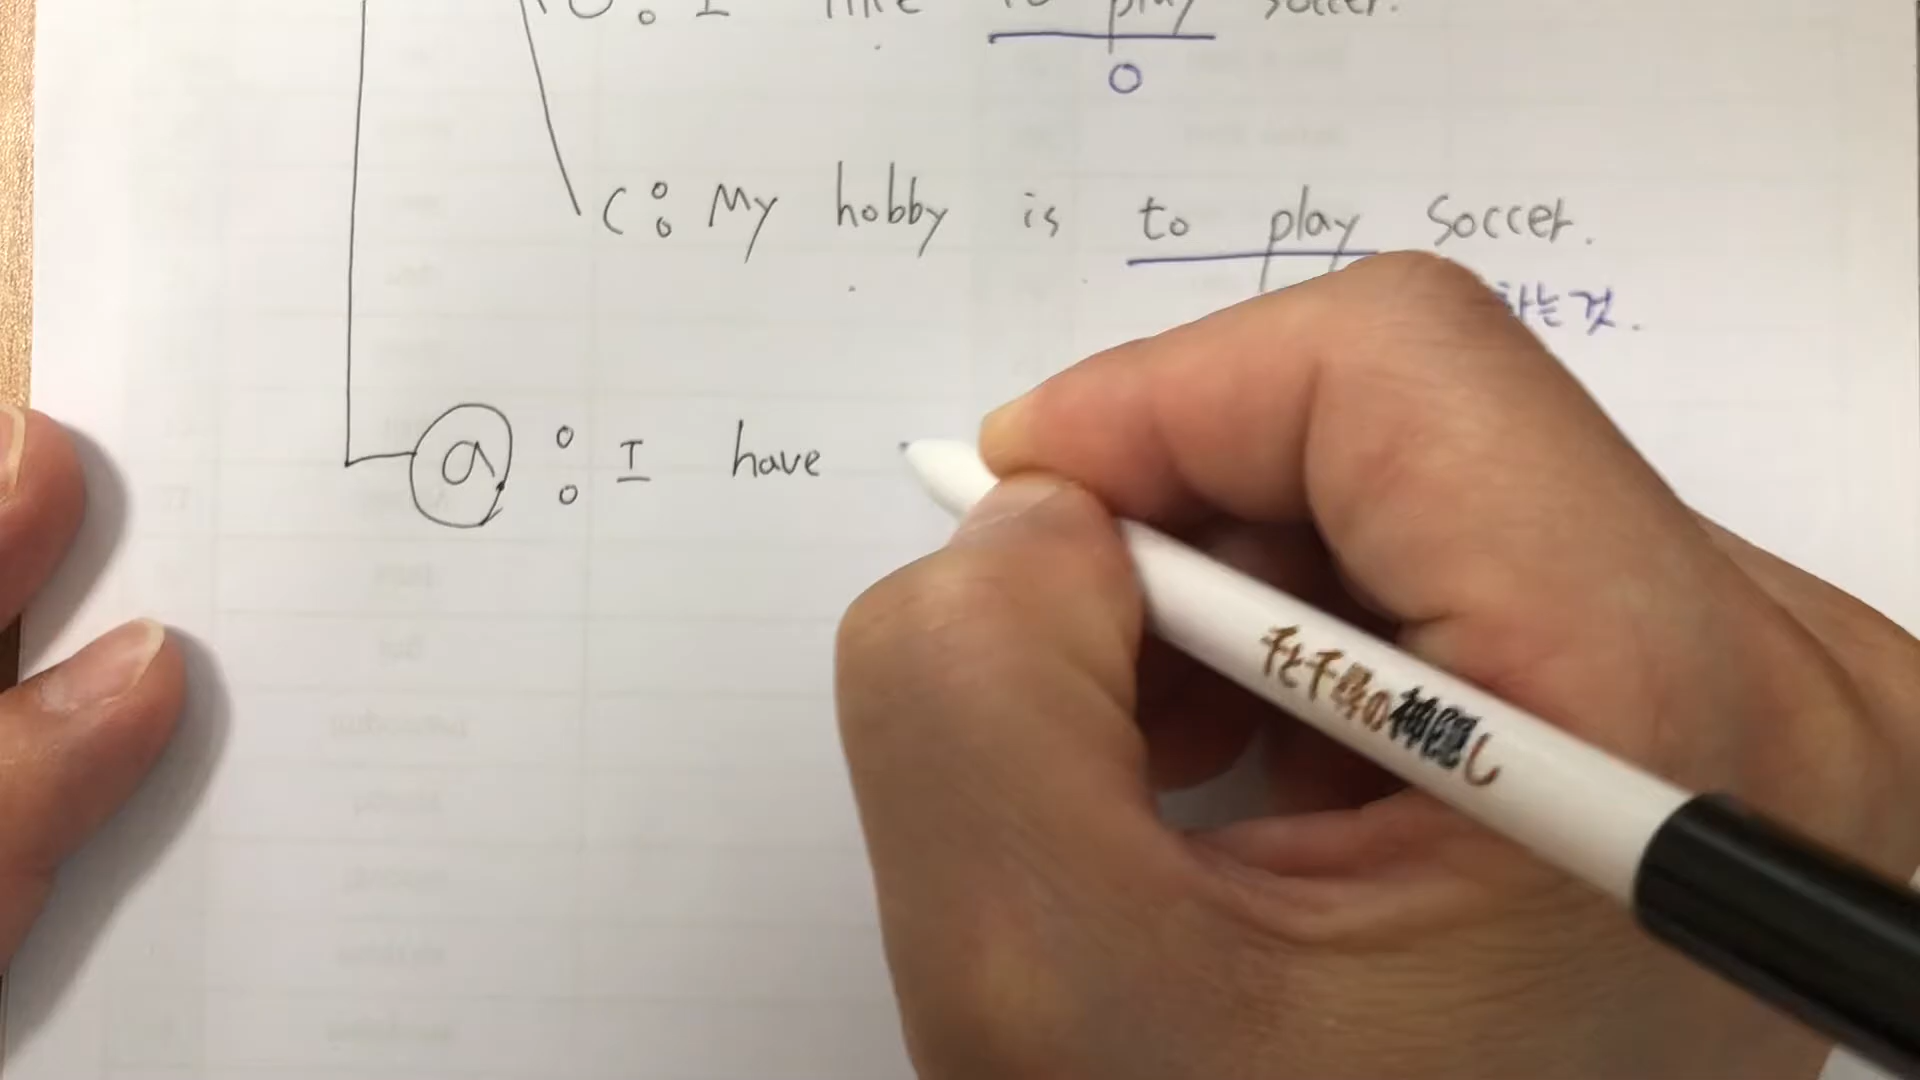 O: I like to play soccer.
O
C: My hobby is to play soccer.
하는 것.
a: I have
千と千尋の神隠し